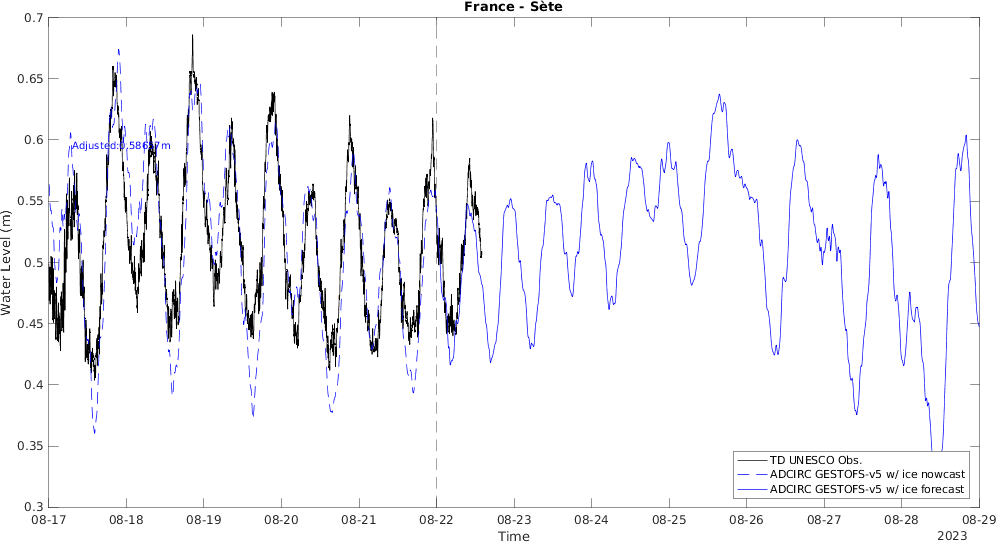 France - Sète
0.7
0.65
0.6
0.55
0.5
0.45
0.4
0.35
0.3
Water Level (m)
TD UNESCO Obs.
ADCIRC GESTOFS-v5 w/ ice nowcast
ADCIRC GESTOFS-v5 w/ ice forecast
08-17 08-18 08-19 08-20 08-21 08-22 08-23 08-24 08-25 08-26 08-27 08-28 08-29
Time
2023